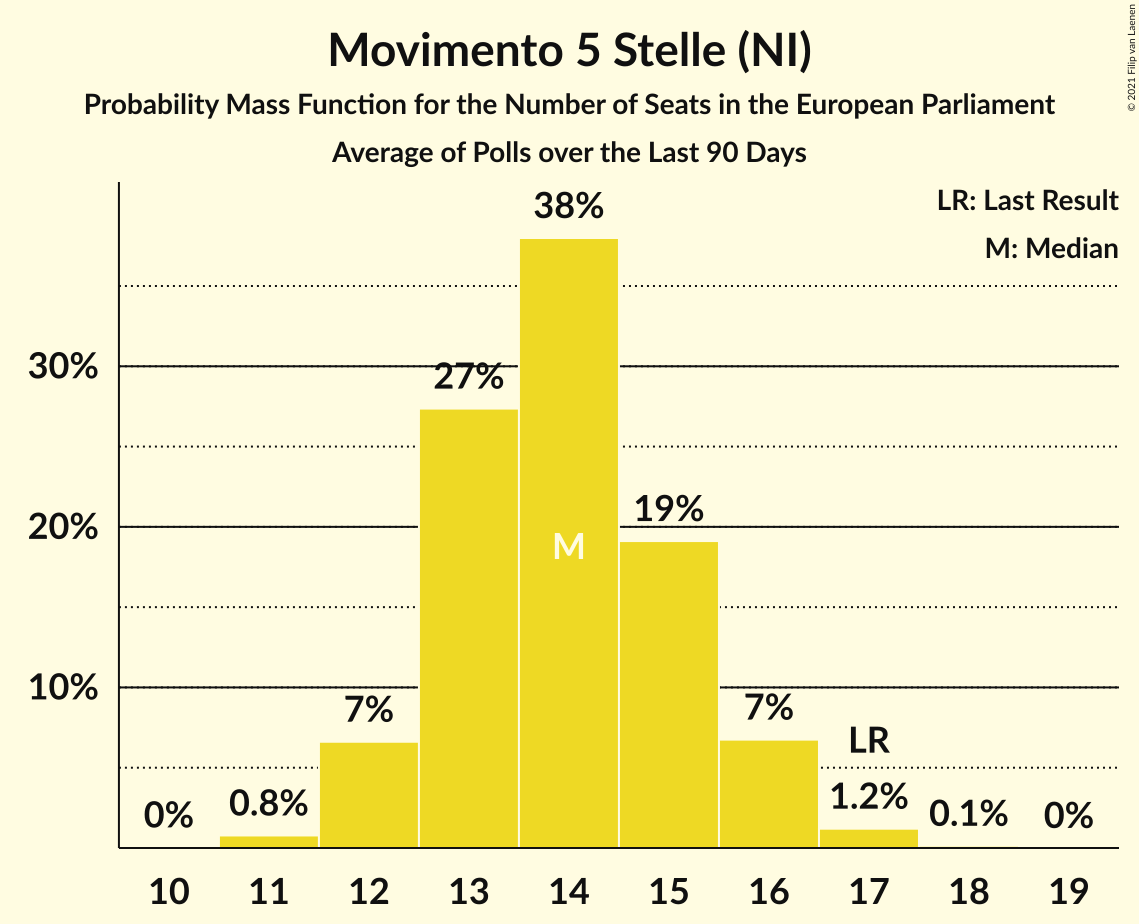 Movimento 5 Stelle (NI)
Probability Mass Function for the Number of Seats in the European Parliament
Average of Polls over the Last 90 Days
© 2021 Filip van Laenen
LR: Last Result
M: Median
30%
20%
10%
0%
0.8%
7%
27%
38%
M
19%
7%
LR
1.2%
0.1%
0%
10 11 12 13 14 15 16 17 18 19